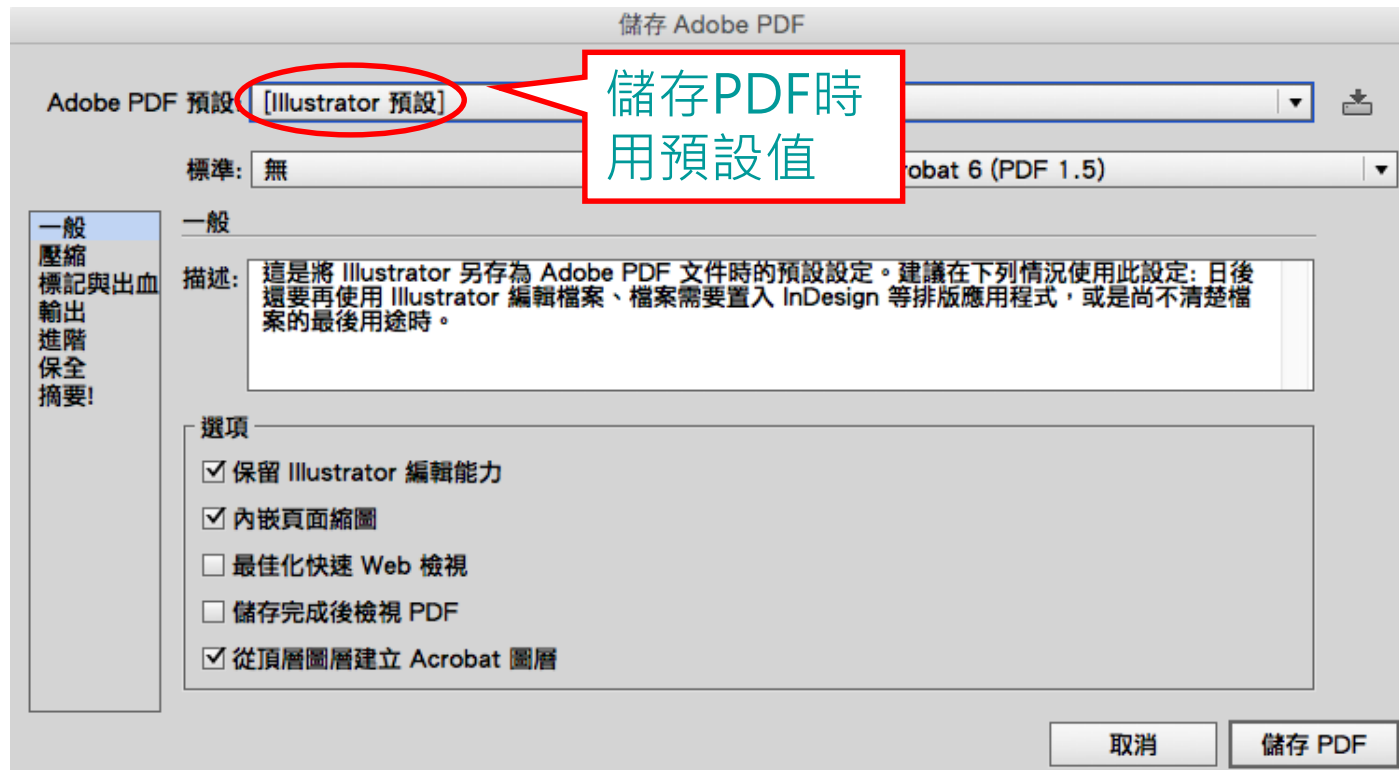 儲存 Adobe PDF
Adobe PDF 預設: [Illustrator 預設]
儲存PDF時
用預設值
標準: 無
robat 6 (PDF 1.5)
一般
壓縮
標記與出血
輸出
進階
保全
摘要!
一般
描述: 這是將 Illustrator 另存為 Adobe PDF 文件時的預設設定。建議在下列情況使用此設定: 日後
還要再使用 Illustrator 編輯檔案、檔案需要置入 InDesign 等排版應用程式，或是尚不清楚檔
案的最後用途時。
選項
保留 Illustrator 編輯能力
內嵌頁面縮圖
最佳化快速 Web 檢視
儲存完成後檢視 PDF
從頂層圖層建立 Acrobat 圖層
取消
儲存 PDF